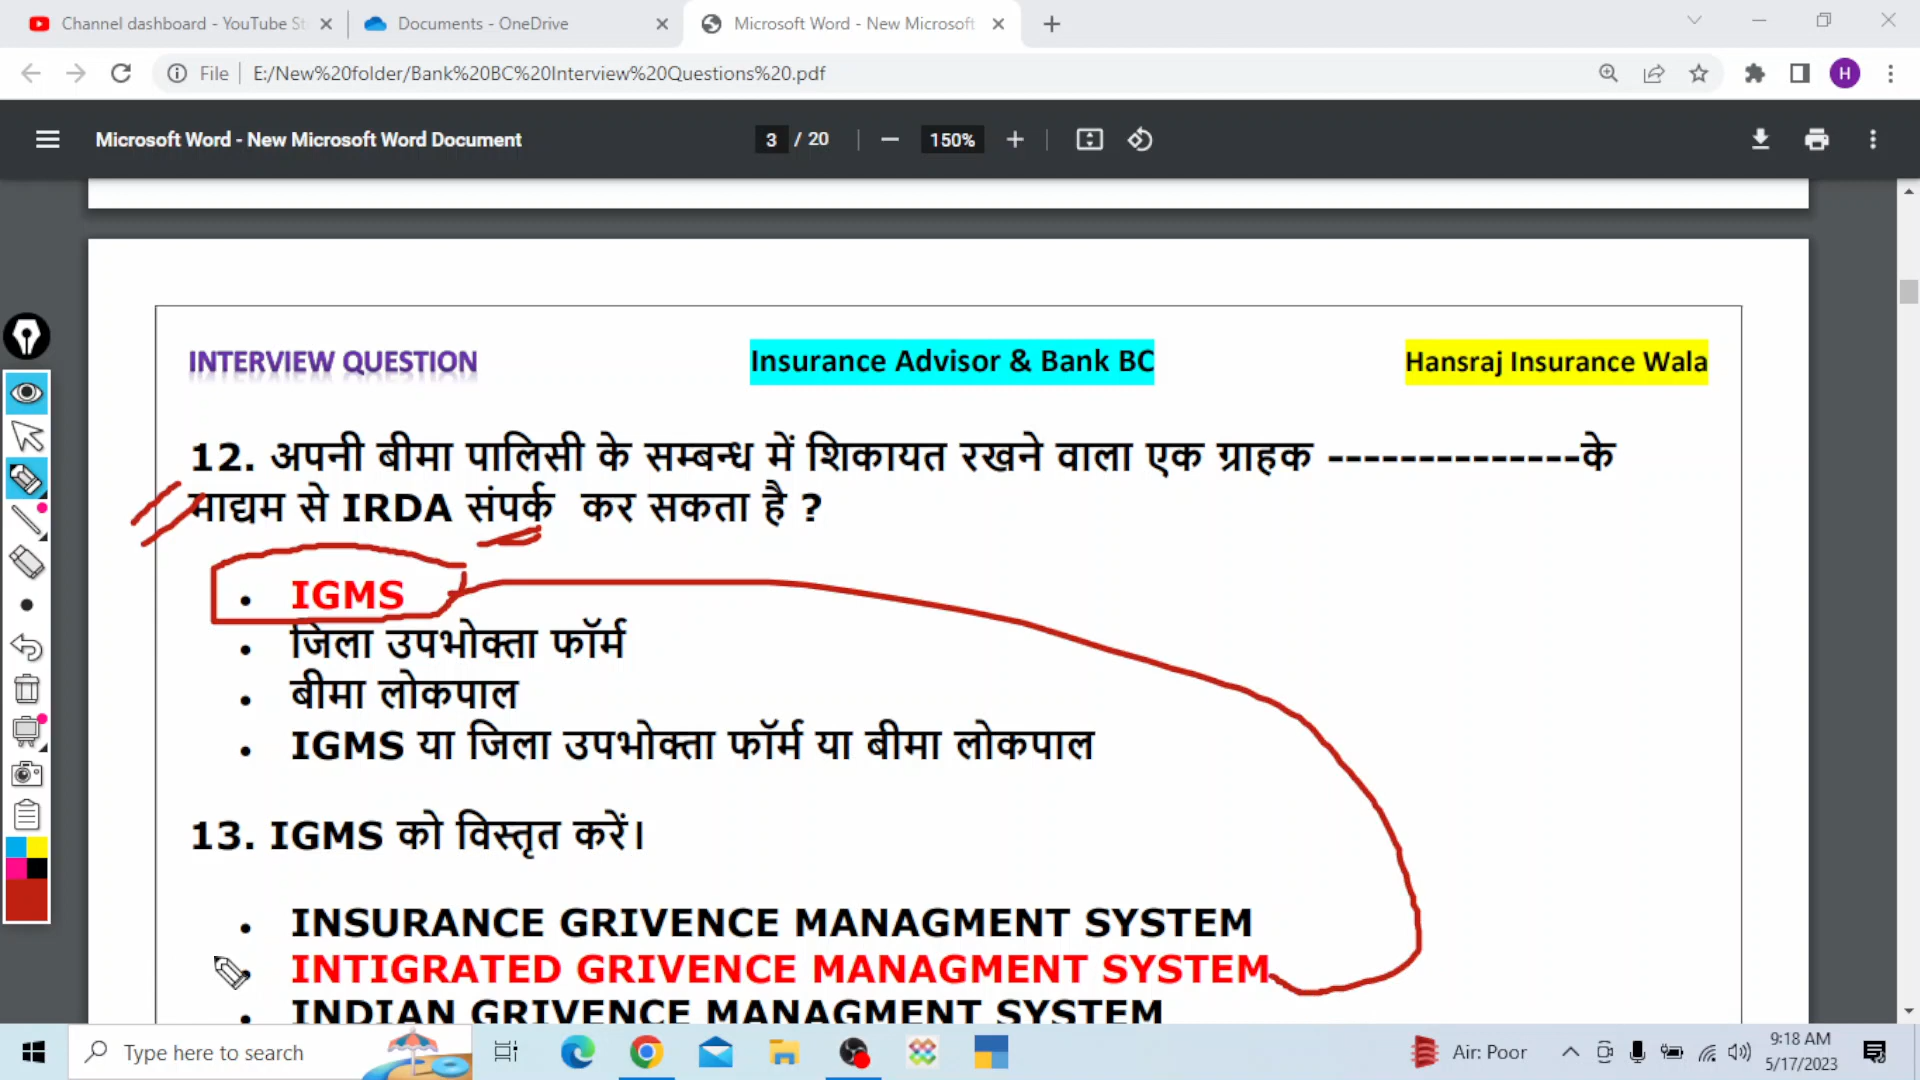 Channel dashboard - YouTube St
Documents - OneDrive
Microsoft Word - New Microsoft
File
E:/New%20folder/Bank%20BC%20Interview%20Questions%20.pdf
H
Microsoft Word - New Microsoft Word Document
3 / 20
150%
INTERVIEW QUESTION
Insurance Advisor & Bank BC
Hansraj Insurance Wala
12. अपनी बीमा पालिसी के सम्बन्ध में शिकायत रखने वाला एक ग्राहक --------------के
माद्यम से IRDA संपर्क कर सकता है ?
• IGMS
• जिला उपभोक्ता फॉर्म
• बीमा लोकपाल
• IGMS या जिला उपभोक्ता फॉर्म या बीमा लोकपाल
13. IGMS को विस्तृत करें।
• INSURANCE GRIVENCE MANAGMENT SYSTEM
• INTIGRATED GRIVENCE MANAGMENT SYSTEM
• INDIAN GRIVENCE MANAGMENT SYSTEM
Type here to search
Air: Poor
9:18 AM
5/17/2023